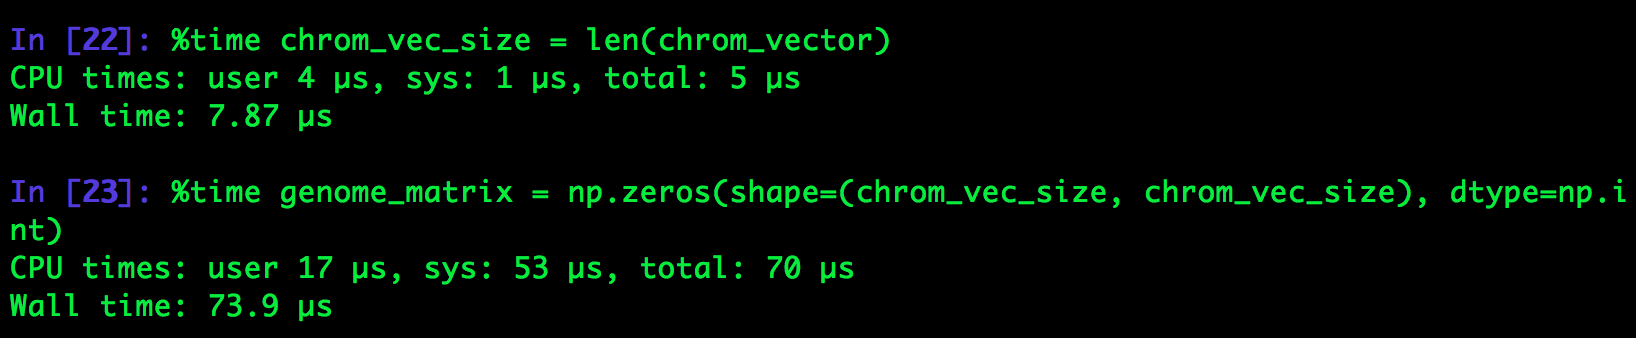 In [22]: %time chrom_vec_size = len(chrom_vector)
CPU times: user 4 µs, sys: 1 µs, total: 5 µs
Wall time: 7.87 µs
In [23]: %time genome_matrix = np.zeros(shape=(chrom_vec_size, chrom_vec_size), dtype=np.i
nt)
CPU times: user 17 µs, sys: 53 µs, total: 70 µs
Wall time: 73.9 µs